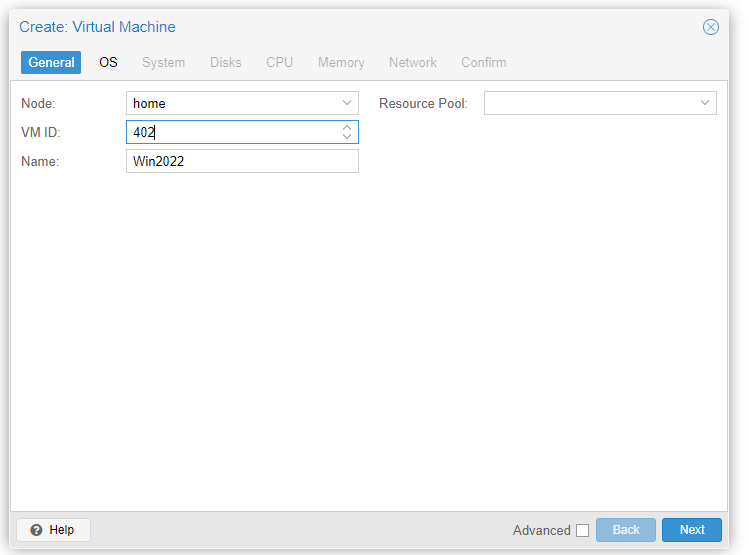 Create: Virtual Machine
General OS System Disks CPU Memory Network Confirm
Node: home Resource Pool:
VM ID: 402
Name: Win2022
Help Advanced Back Next